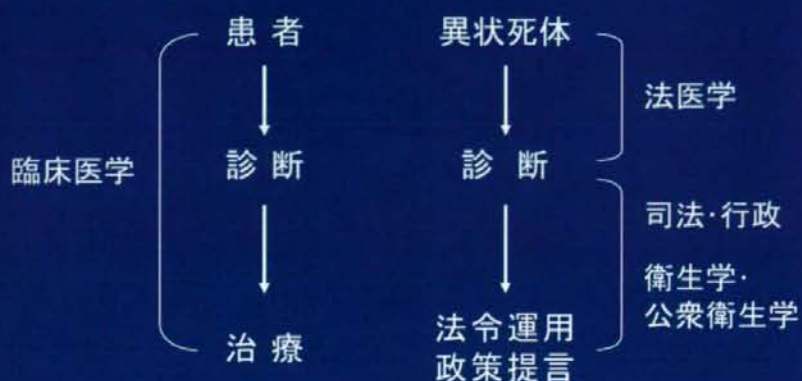 患者
異状死体
法医学
臨床医学
診断
診断
司法・行政
衛生学・
公衆衛生学
治療
法令運用
政策提言